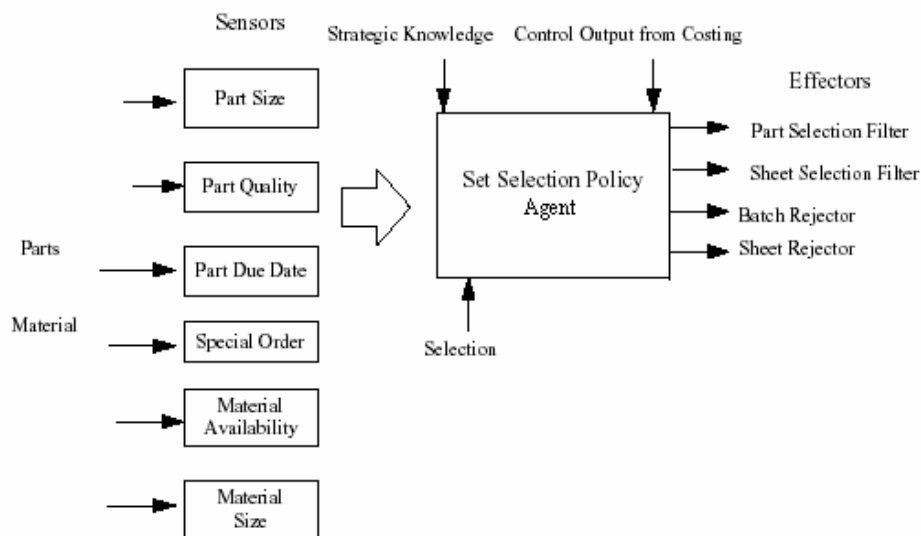 Sensors
Strategic Knowledge
Control Output from Costing
Effectors
Part Size
Part Selection Filter
Part Quality
Set Selection Policy
Agent
Sheet Selection Filter
Batch Rejector
Sheet Rejector
Parts
Part Due Date
Material
Special Order
Selection
Material
Availability
Material
Size